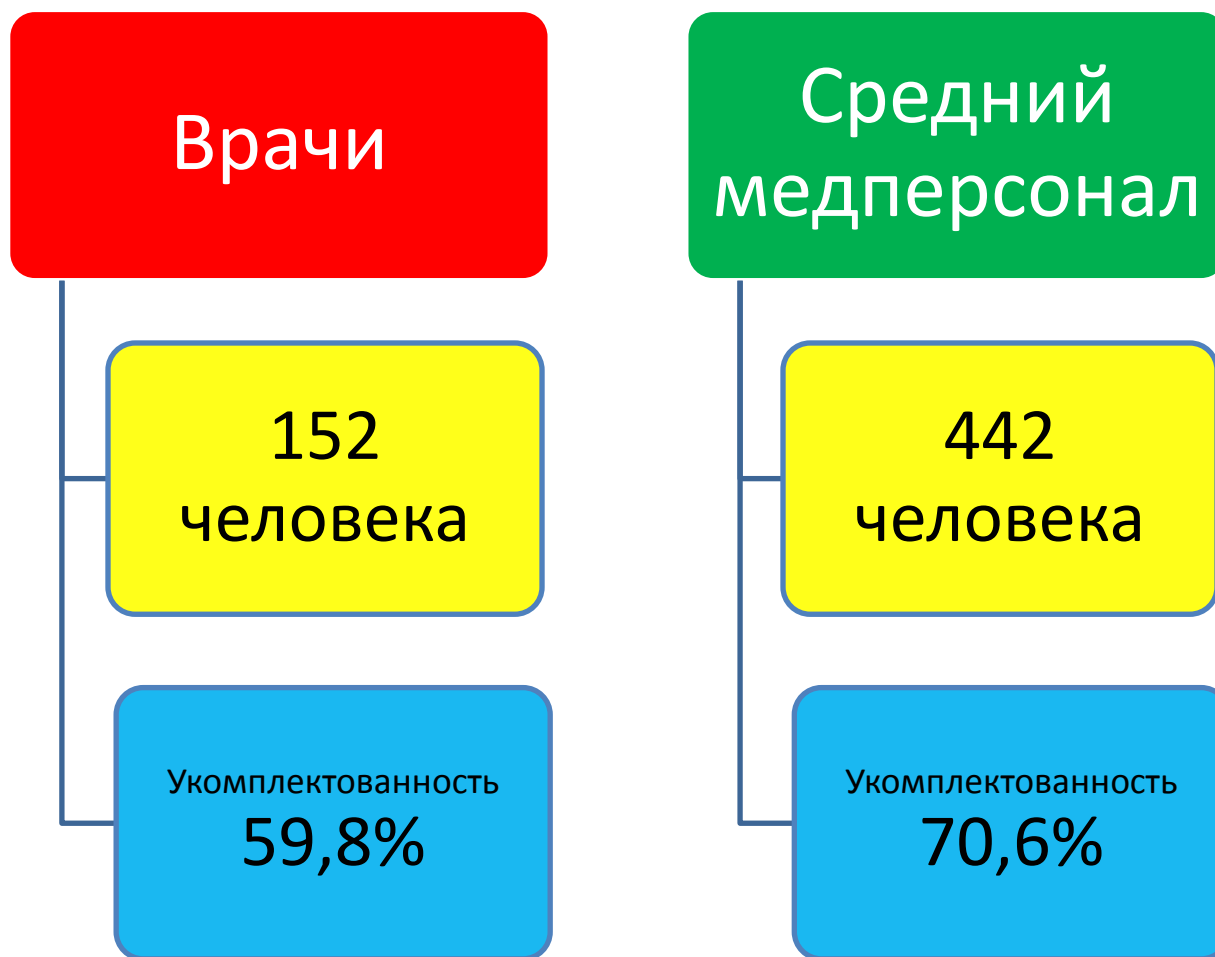 Врачи
152
человека
Укомплектованность
59,8%
Средний
медперсонал
442
человека
Укомплектованность
70,6%